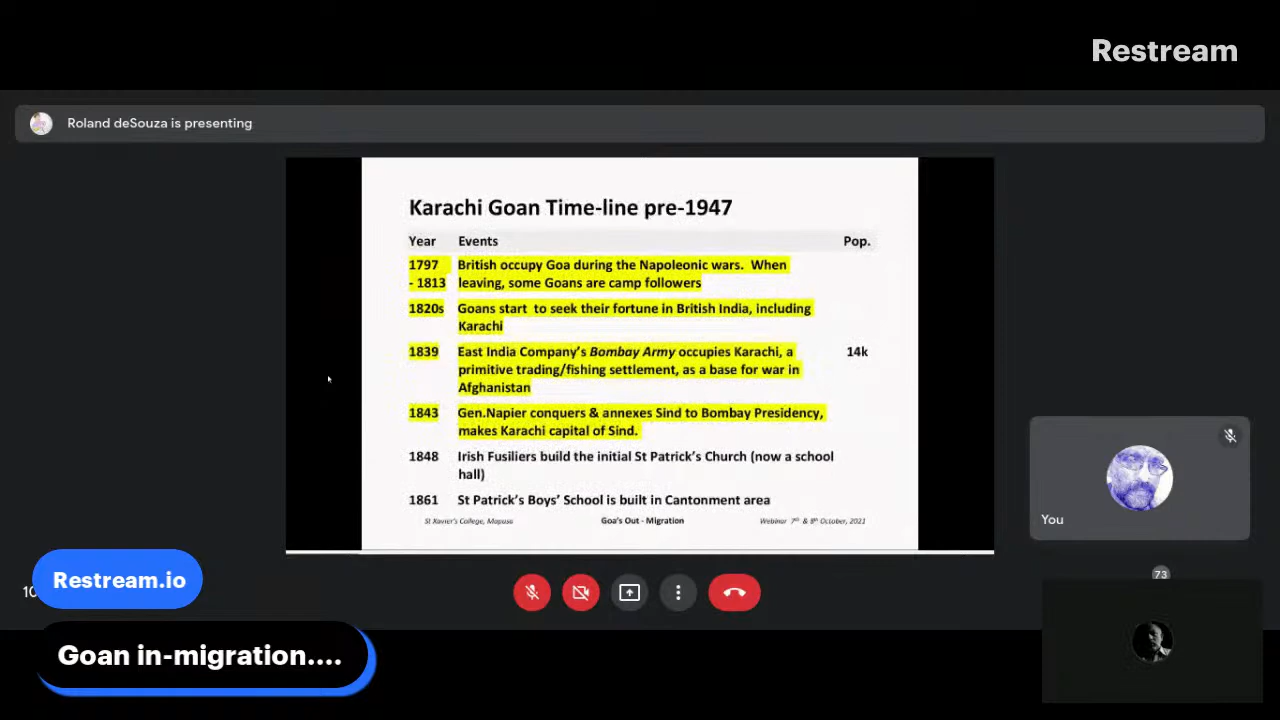 Restream
Roland deSouza is presenting
Karachi Goan Time-line pre-1947
Year Events Pop.
1797 British occupy Goa during the Napoleonic wars. When
- 1813 leaving, some Goans are camp followers
1820s Goans start to seek their fortune in British India, including
Karachi
1839 East India Company's Bombay Army occupies Karachi, a 14k
primitive trading/fishing settlement, as a base for war in
Afghanistan
1843 Gen.Napier conquers & annexes Sind to Bombay Presidency,
makes Karachi capital of Sind.
1848 Irish Fusiliers build the initial St Patrick's Church (now a school
hall)
1861 St Patrick's Boys' School is built in Cantonment area
St Xavier's College, Mapusa Goa's Out - Migration Webinar 7th & 8th October, 2021
You
73
Restream.io
Goan in-migration....